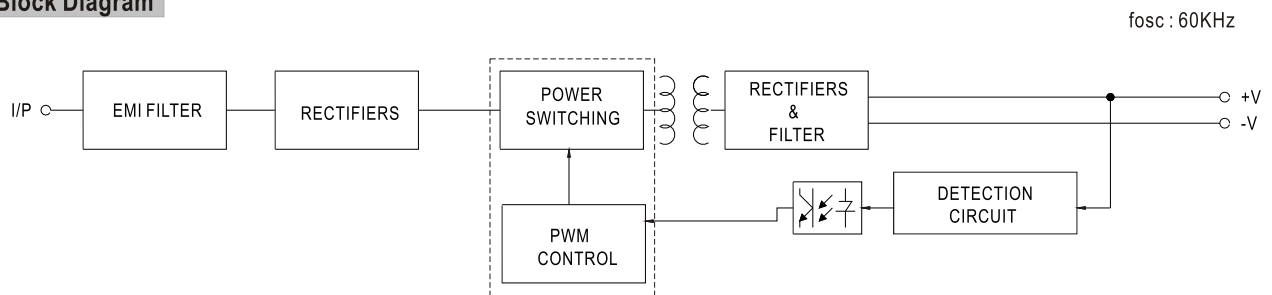 Block Diagram
fosc : 60KHz
I/P
EMI FILTER
RECTIFIERS
POWER
SWITCHING
RECTIFIERS
&
FILTER
+V
-V
DETECTION
CIRCUIT
PWM
CONTROL